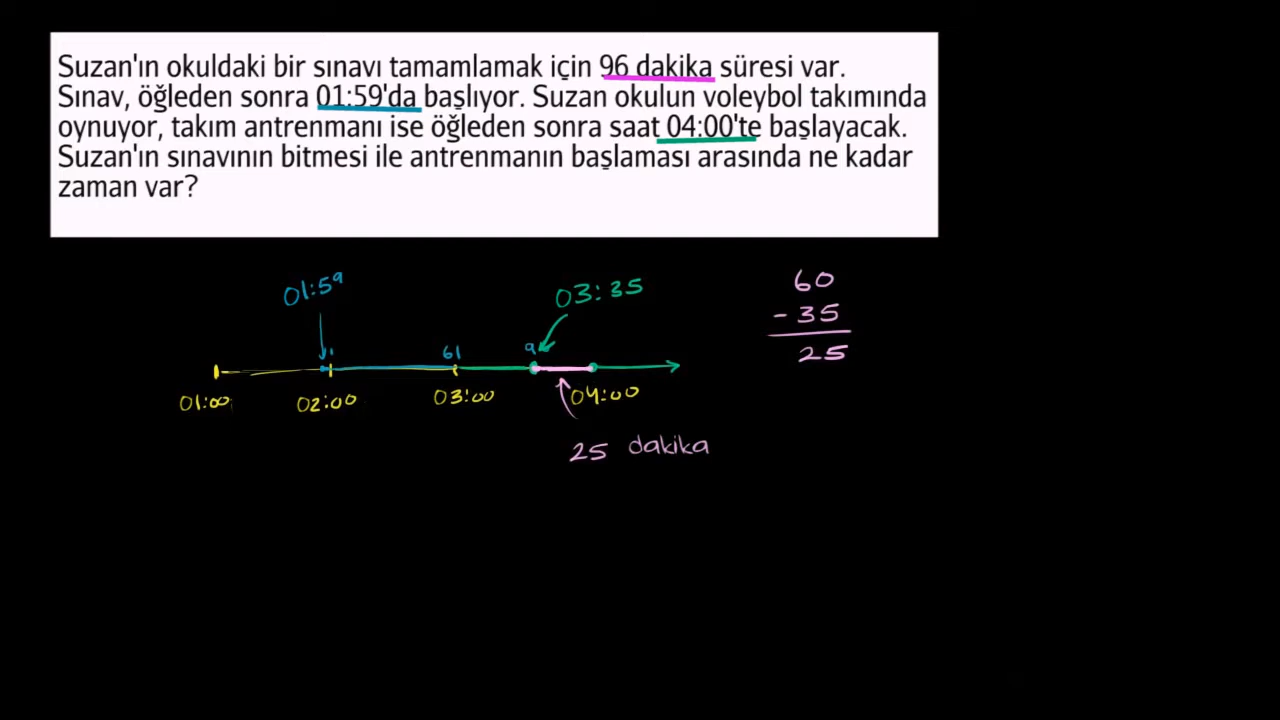 Suzan'ın okuldaki bir sınavı tamamlamak için 96 dakika süresi var.
Sınav, öğleden sonra 01:59'da başlıyor. Suzan okulun voleybol takımında
oynuyor, takım antrenmanı ise öğleden sonra saat 04:00'te başlayacak.
Suzan'ın sınavının bitmesi ile antrenmanın başlaması arasında ne kadar
zaman var?
01:59
03:35
60
- 35
25
1
61
01:00
02:00
03:00
04:00
25 dakika